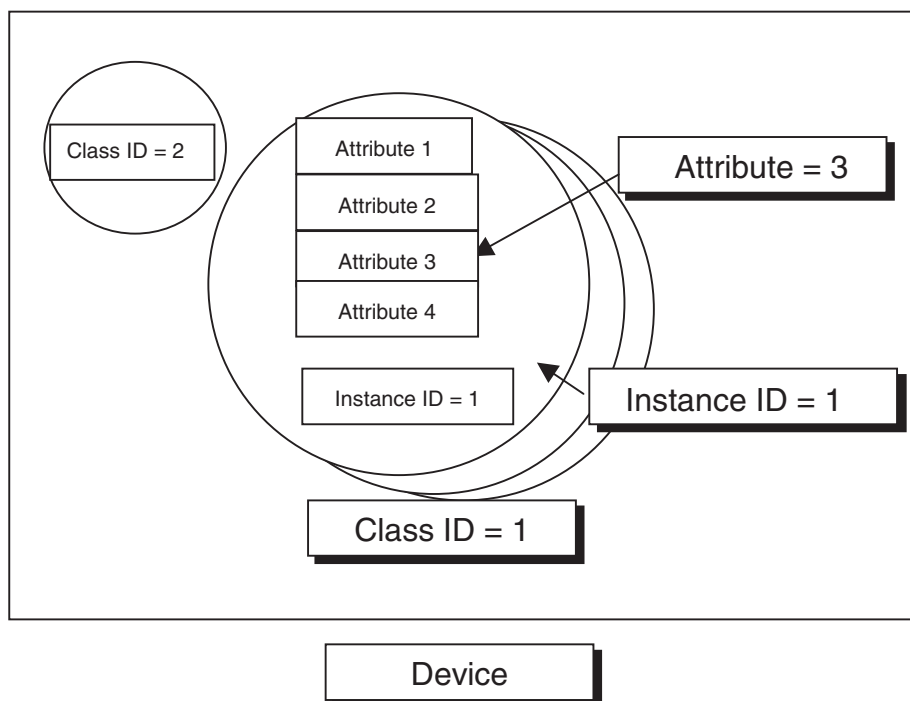 Class ID = 2
Attribute 1
Attribute 2
Attribute 3
Attribute 4
Instance ID = 1
Attribute = 3
Instance ID = 1
Class ID = 1
Device